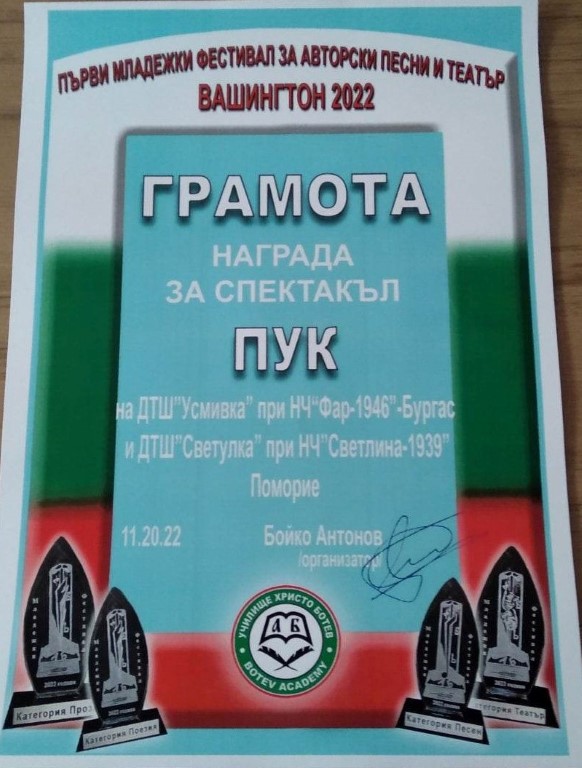 ПЪРВИ МЛАДЕЖКИ ФЕСТИВАЛ ЗА АВТОРСКИ ПЕСНИ И ТЕАТЪР
ВАШИНГТОН 2022
ГРАМОТА
НАГРАДА
ЗА СПЕКТАКЪЛ
ПУК
на ДТШ"Усмивка" при НЧ"Фар-1946"-Бургас
и ДТШ"Светулка" при НЧ"Светлина-1939"
Поморие
11.20.22
Бойко Антонов
/организатор
УЧИЛИЩЕ ХРИСТО БОТЕВ
А Б
BOTEV ACADEMY
Категория Проз
Категория Поезия
Категория Песен
тегория Театър